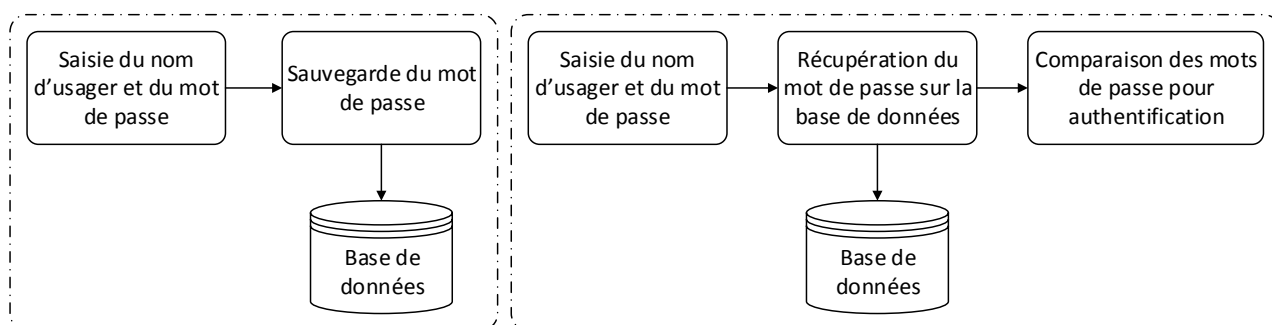 Saisie du nom
d’usager et du mot
de passe
Sauvegarde du mot
de passe
Base de
données
Saisie du nom
d’usager et du mot
de passe
Récupération du
mot de passe sur la
base de données
Comparaison des mots
de passe pour
authentification
Base de
données